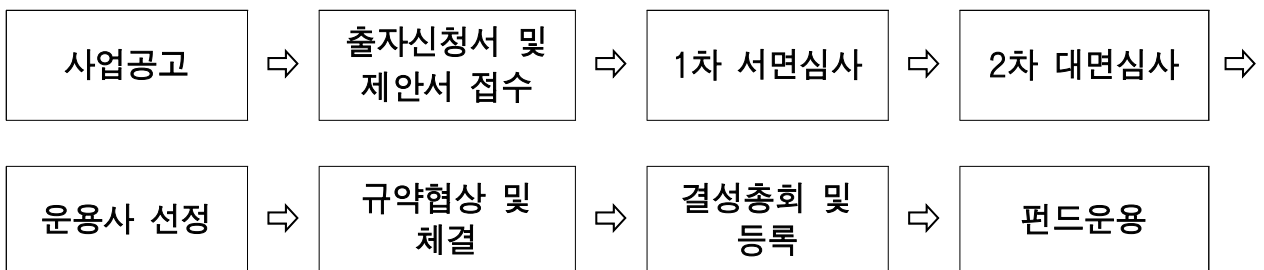 사업공고
⇨
출자신청서 및
제안서 접수
⇨
1차 서면심사
⇨
2차 대면심사
⇨
운용사 선정
⇨
규약협상 및
체결
⇨
결성총회 및
등록
⇨
펀드운용